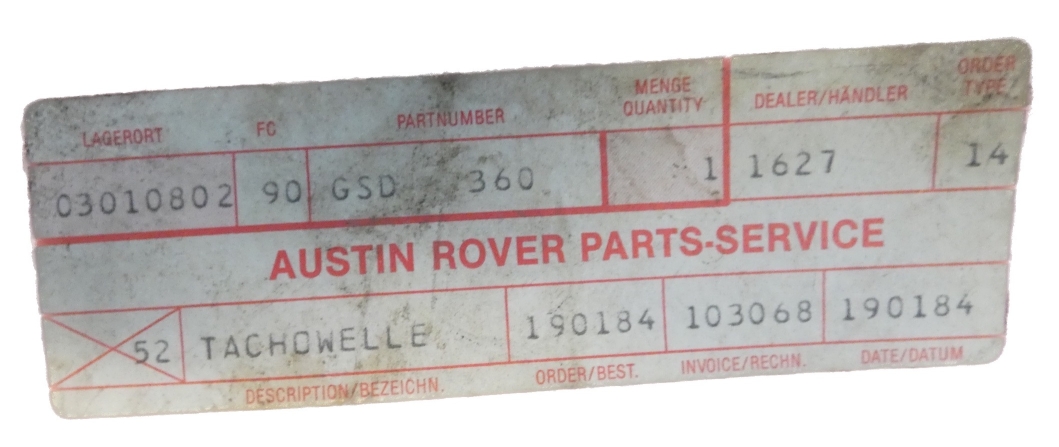 LAGERORT FC PARTNUMBER MENGE QUANTITY DEALER/HÄNDLER ORDER TYPE
03010802 90 GSD 360 1 1627 14
AUSTIN ROVER PARTS-SERVICE
52 TACHOWELLE 190184 103068 190184
DESCRIPTION/BEZEICHN. ORDER/BEST. INVOICE/RECHN. DATE/DATUM